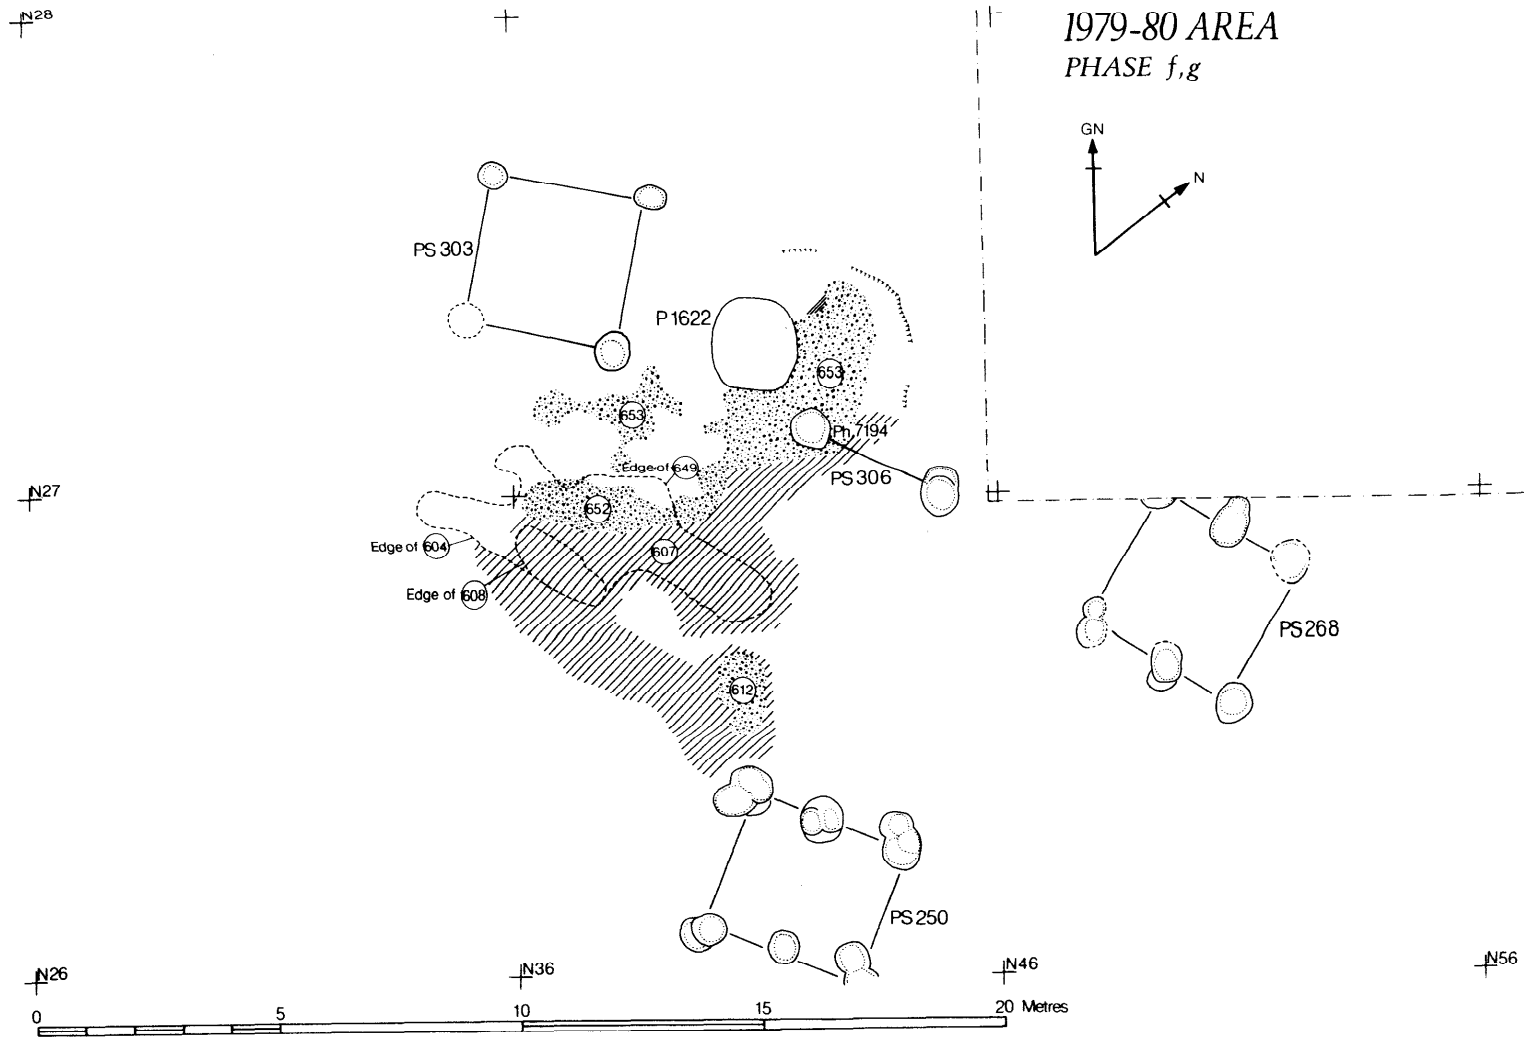 N28
1979-80 AREA
PHASE f,g
GN
N
PS 303
P 1622
653
653
Ph 7194
Edge of 649
PS 306
N27
652
Edge of 604
607
Edge of 608
PS 268
612
PS 250
N26
N36
N46
N56
0 5 10 15 20 Metres